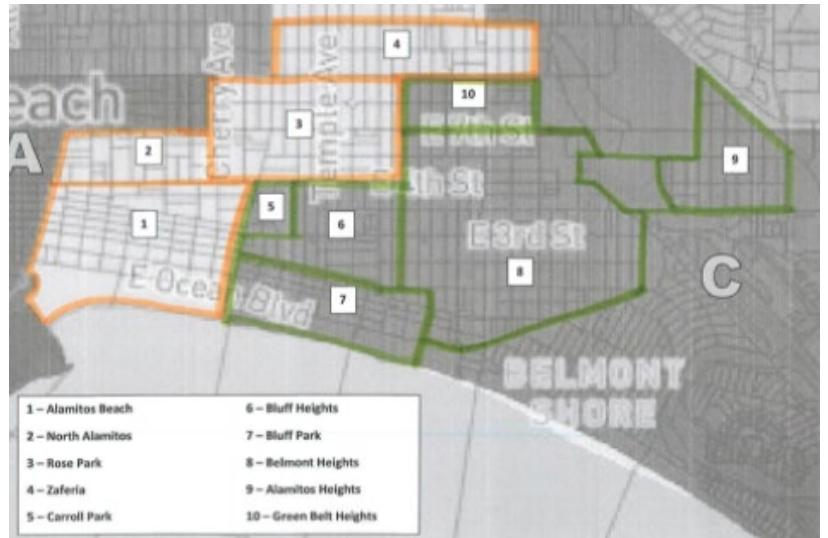 4
Cherry Ave
Temple Ave
each
10
3
E 7th St
A
2
9
4th St
5
1
6
E 3rd St
8
C
E Ocean Blvd
7
BELMONT
SHORE
1 – Alamitos Beach
2 – North Alamitos
3 – Rose Park
4 – Zaferia
5 – Carroll Park
6 – Bluff Heights
7 – Bluff Park
8 – Belmont Heights
9 – Alamitos Heights
10 – Green Belt Heights